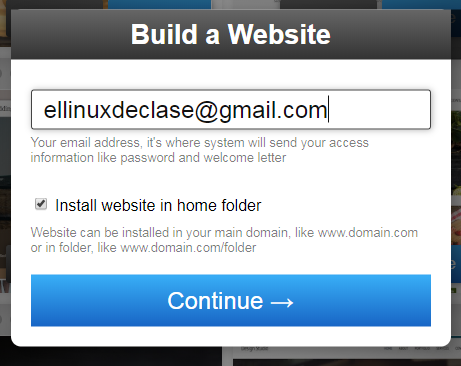 Build a Website
ellinuxdeclase@gmail.com
Your email address, it's where system will send your access
information like password and welcome letter
Install website in home folder
Website can be installed in your main domain, like www.domain.com
or in folder, like www.domain.com/folder
Continue →